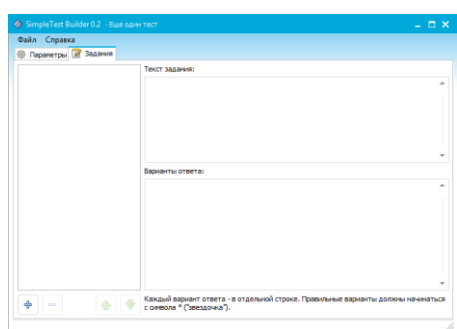 SimpleTest Builder 0.2 - Еще один тест
Файл Справка
Параметры Задания
Текст задания:
Варианты ответа:
Каждый вариант ответа - в отдельной строке. Правильные варианты должны начинаться
с символа * ("звездочка").